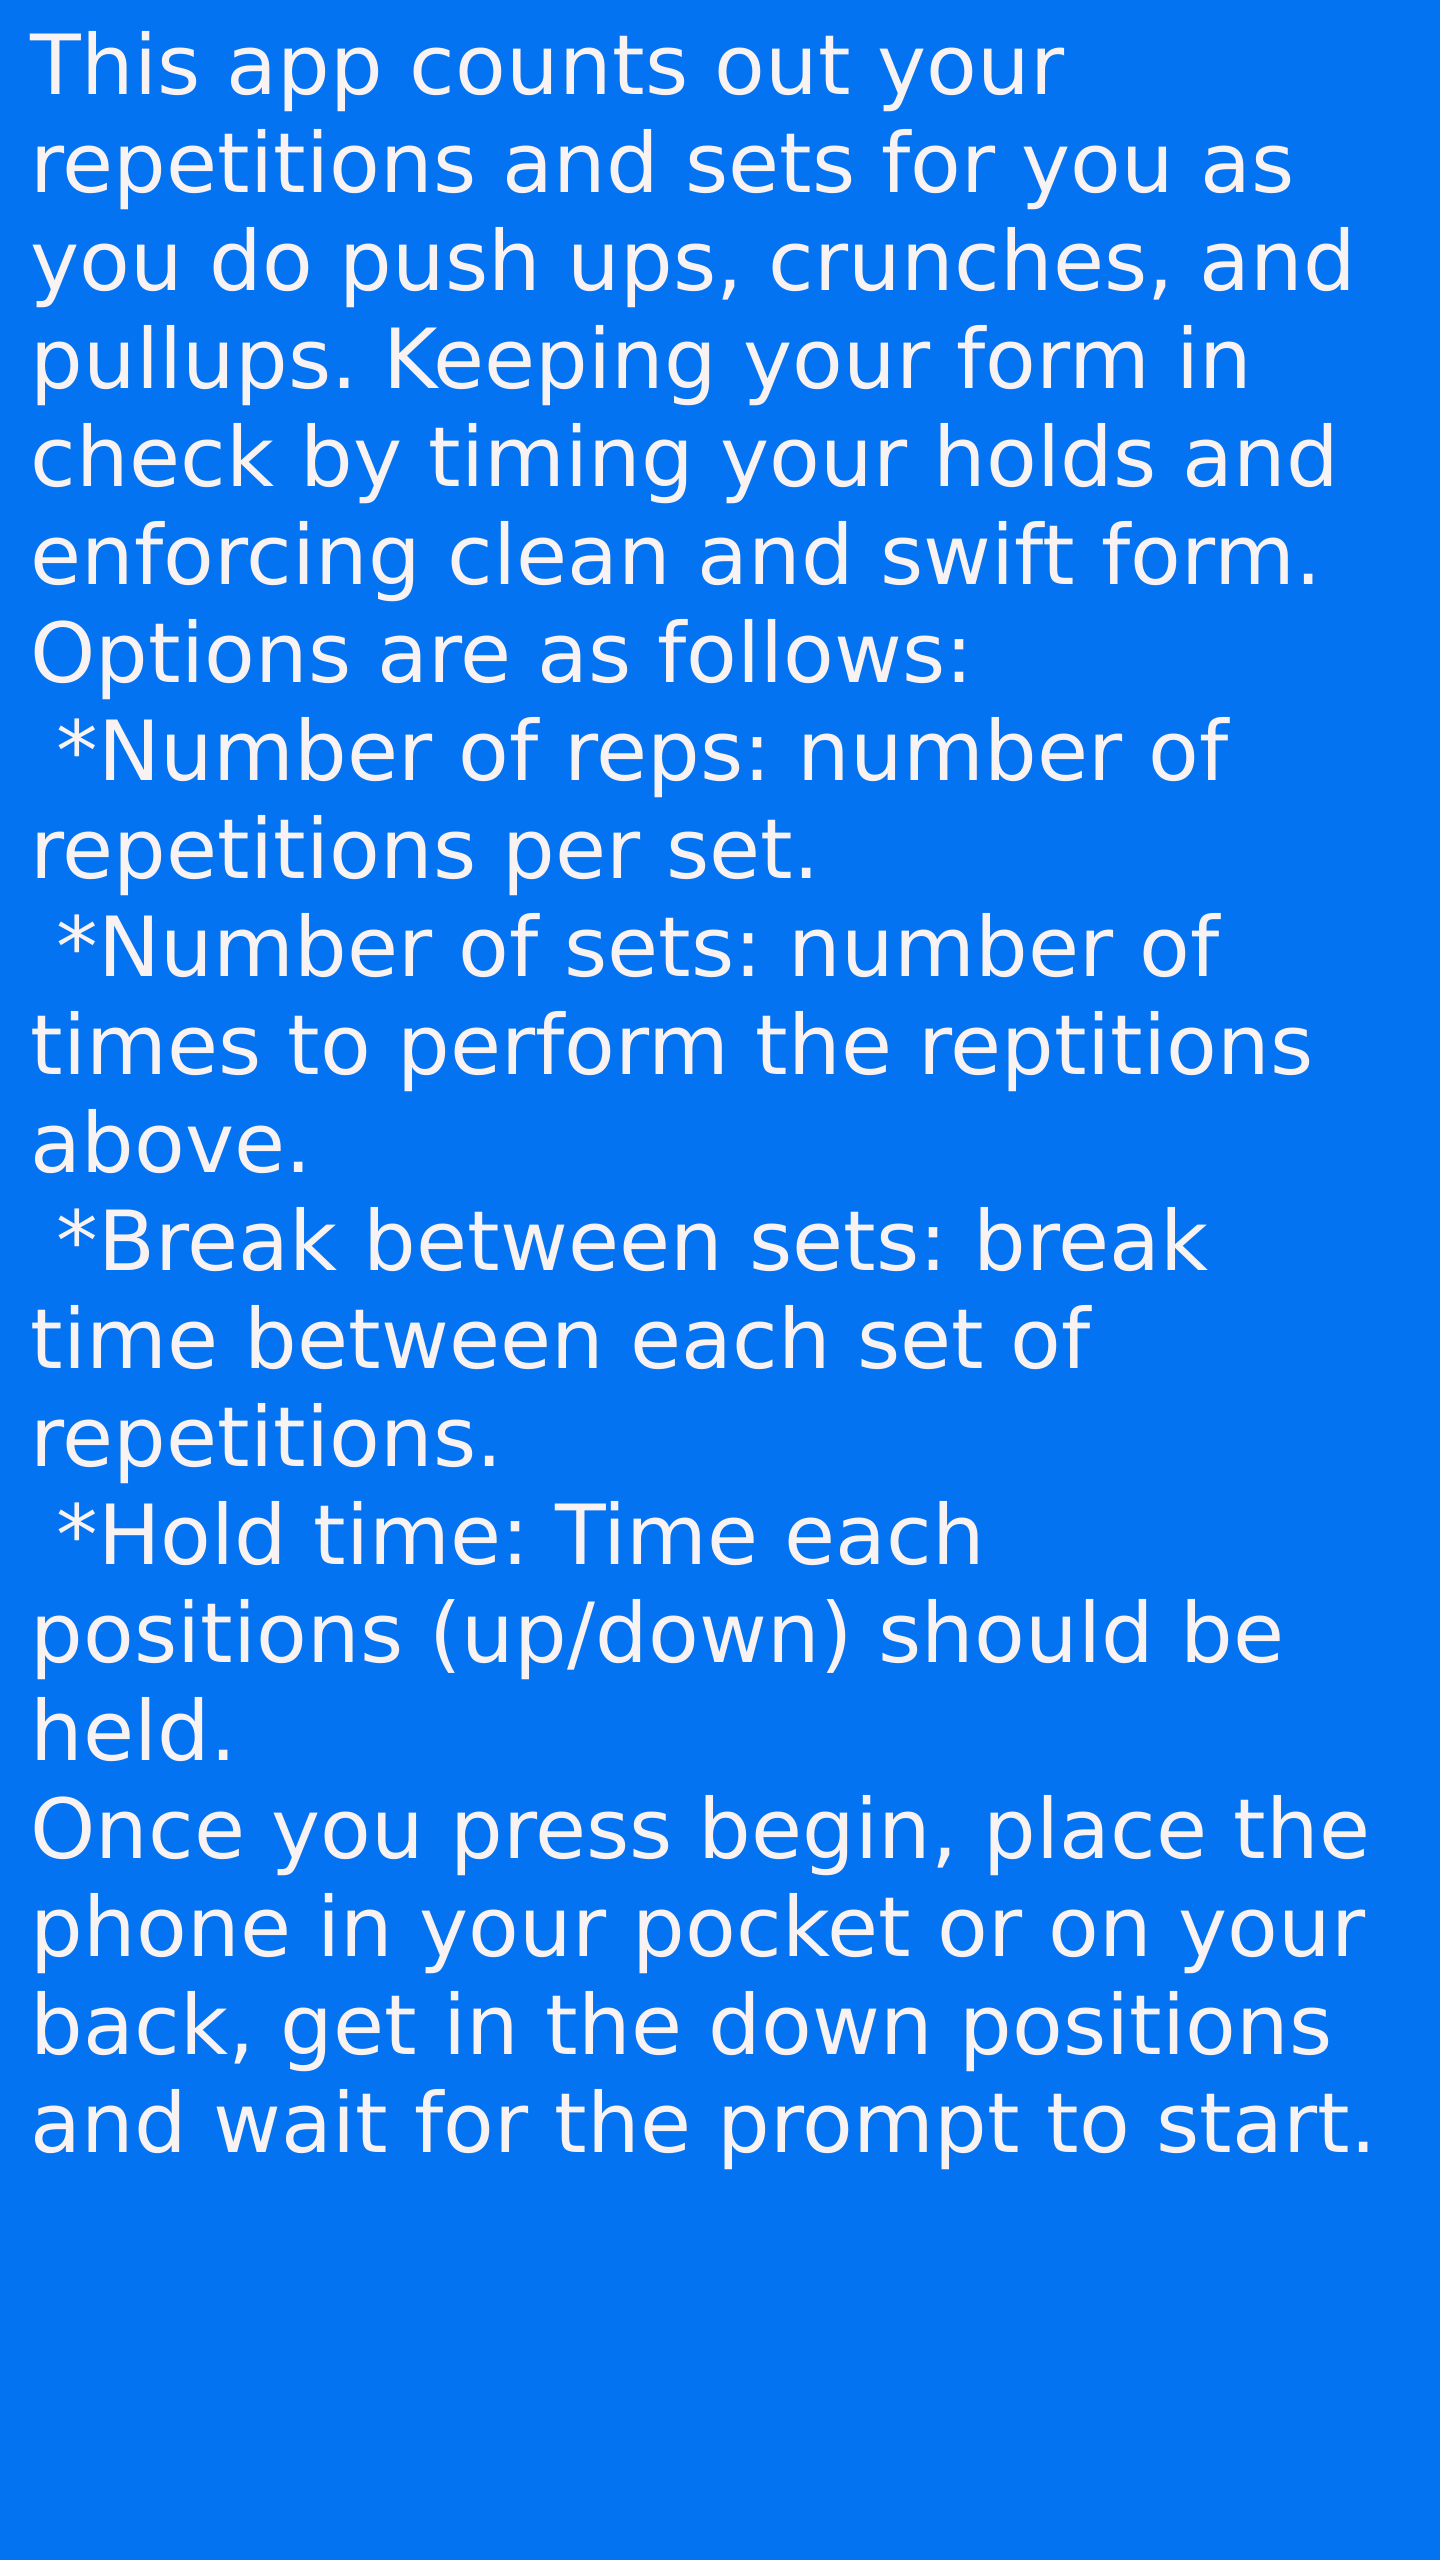 This app counts out your
repetitions and sets for you as
you do push ups, crunches, and
pullups. Keeping your form in
check by timing your holds and
enforcing clean and swift form.
Options are as follows:
*Number of reps: number of
repetitions per set.
*Number of sets: number of
times to perform the reptitions
above.
*Break between sets: break
time between each set of
repetitions.
*Hold time: Time each
positions (up/down) should be
held.
Once you press begin, place the
phone in your pocket or on your
back, get in the down positions
and wait for the prompt to start.